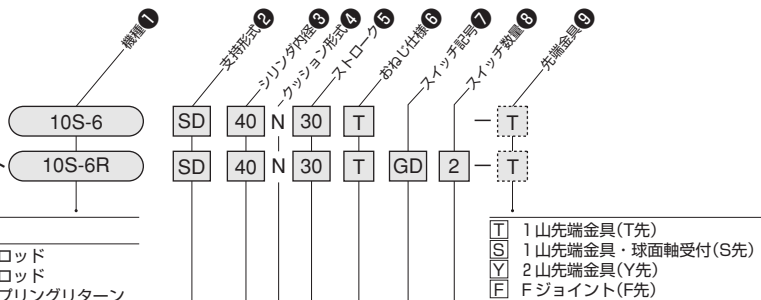 機種❶
支持形式❷
シリンダ内径❸
クッション形式❹
ストローク❺
おねじ仕様❻
スイッチ記号❼
スイッチ数量❽
先端金具❾
10S-6 SD 40 N 30 T － T
10S-6R SD 40 N 30 T GD 2 － T
ロッド
ロッド
プリングリターン
T 1山先端金具(T先)
S 1山先端金具・球面軸受付(S先)
Y 2山先端金具(Y先)
F Fジョイント(F先)